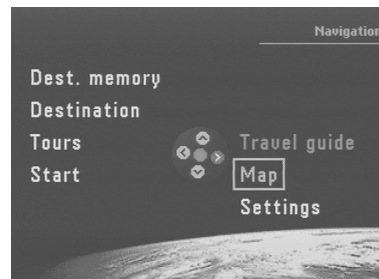 Navigation
Dest. memory
Destination
Tours
Start
Travel guide
Map
Settings